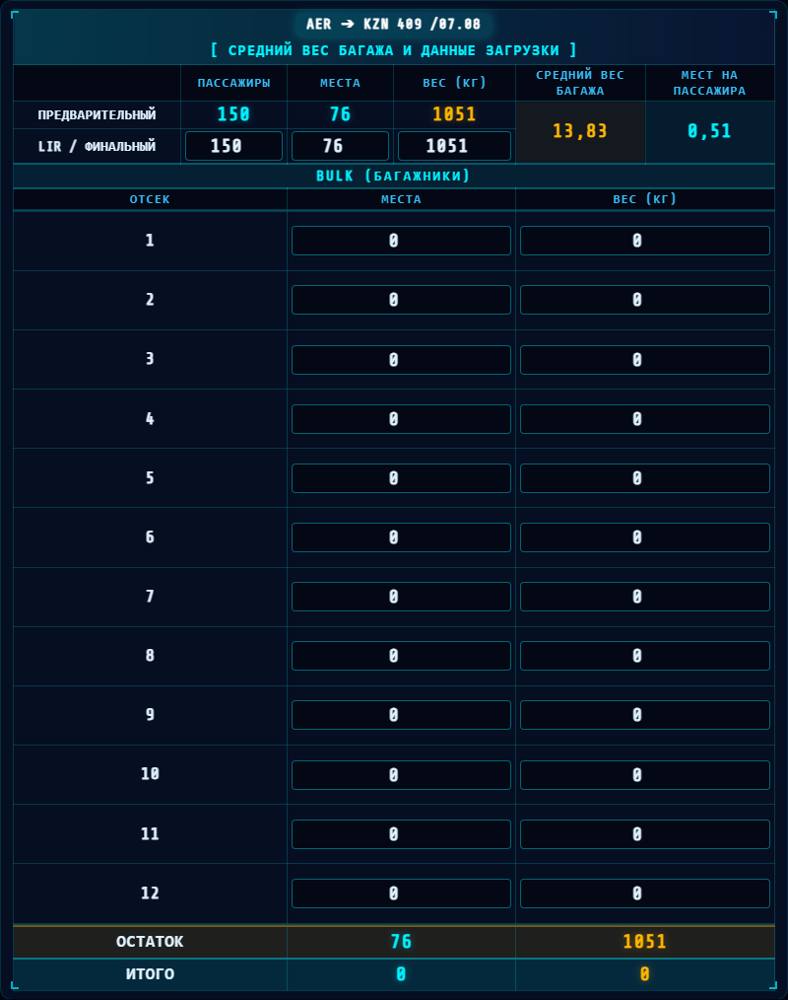 AER → KZN 409 /07.08
[ СРЕДНИЙ ВЕС БАГАЖА И ДАННЫЕ ЗАГРУЗКИ ]
ПАССАЖИРЫ МЕСТА ВЕС (КГ) СРЕДНИЙ ВЕС БАГАЖА МЕСТ НА ПАССАЖИРА
ПРЕДВАРИТЕЛЬНЫЙ 150 76 1051 13,83 0,51
LIR / ФИНАЛЬНЫЙ 150 76 1051
BULK (БАГАЖНИКИ)
ОТСЕК МЕСТА ВЕС (КГ)
1 0 0
2 0 0
3 0 0
4 0 0
5 0 0
6 0 0
7 0 0
8 0 0
9 0 0
10 0 0
11 0 0
12 0 0
ОСТАТОК 76 1051
ИТОГО 0 0